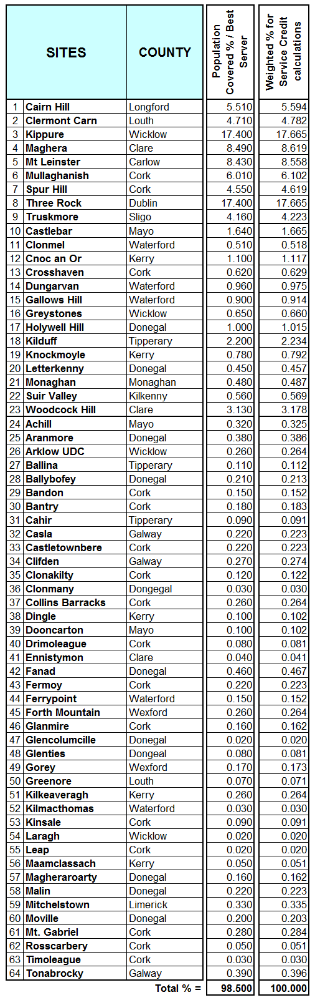 SITES COUNTY Population Covered % / Best Server Weighted % for Service Credit calculations
1 Cairn Hill Longford 5.510 5.594
2 Clermont Carn Louth 4.710 4.782
3 Kippure Wicklow 17.400 17.665
4 Maghera Clare 8.490 8.619
5 Mt Leinster Carlow 8.430 8.558
6 Mullaghanish Cork 6.010 6.102
7 Spur Hill Cork 4.550 4.619
8 Three Rock Dublin 17.400 17.665
9 Truskmore Sligo 4.160 4.223
10 Castlebar Mayo 1.640 1.665
11 Clonmel Waterford 0.510 0.518
12 Cnoc an Or Kerry 1.100 1.117
13 Crosshaven Cork 0.620 0.629
14 Dungarvan Waterford 0.960 0.975
15 Gallows Hill Waterford 0.900 0.914
16 Greystones Wicklow 0.650 0.660
17 Holywell Hill Donegal 1.000 1.015
18 Kilduff Tipperary 2.200 2.234
19 Knockmoyle Kerry 0.780 0.792
20 Letterkenny Donegal 0.450 0.457
21 Monaghan Monaghan 0.480 0.487
22 Suir Valley Kilkenny 0.560 0.569
23 Woodcock Hill Clare 3.130 3.178
24 Achill Mayo 0.320 0.325
25 Aranmore Donegal 0.380 0.386
26 Arklow UDC Wicklow 0.260 0.264
27 Ballina Tipperary 0.110 0.112
28 Ballybofey Donegal 0.210 0.213
29 Bandon Cork 0.150 0.152
30 Bantry Cork 0.180 0.183
31 Cahir Tipperary 0.090 0.091
32 Casla Galway 0.220 0.223
33 Castletownbere Cork 0.220 0.223
34 Clifden Galway 0.270 0.274
35 Clonakilty Cork 0.120 0.122
36 Clonmany Dongegal 0.030 0.030
37 Collins Barracks Cork 0.260 0.264
38 Dingle Kerry 0.100 0.102
39 Dooncarton Mayo 0.100 0.102
40 Drimoleague Cork 0.080 0.081
41 Ennistymon Clare 0.040 0.041
42 Fanad Donegal 0.460 0.467
43 Fermoy Cork 0.220 0.223
44 Ferrypoint Waterford 0.150 0.152
45 Forth Mountain Wexford 0.260 0.264
46 Glanmire Cork 0.160 0.162
47 Glencolumcille Donegal 0.020 0.020
48 Glenties Dongeal 0.080 0.081
49 Gorey Wexford 0.170 0.173
50 Greenore Louth 0.070 0.071
51 Kilkeaveragh Kerry 0.260 0.264
52 Kilmacthomas Waterford 0.030 0.030
53 Kinsale Cork 0.090 0.091
54 Laragh Wicklow 0.020 0.020
55 Leap Cork 0.020 0.020
56 Maamclassach Kerry 0.050 0.051
57 Magheraroarty Donegal 0.160 0.162
58 Malin Donegal 0.220 0.223
59 Mitchelstown Limerick 0.330 0.335
60 Moville Donegal 0.200 0.203
61 Mt. Gabriel Cork 0.280 0.284
62 Rosscarbery Cork 0.050 0.051
63 Timoleague Cork 0.030 0.030
64 Tonabrocky Galway 0.390 0.396
Total % = 98.500 100.000